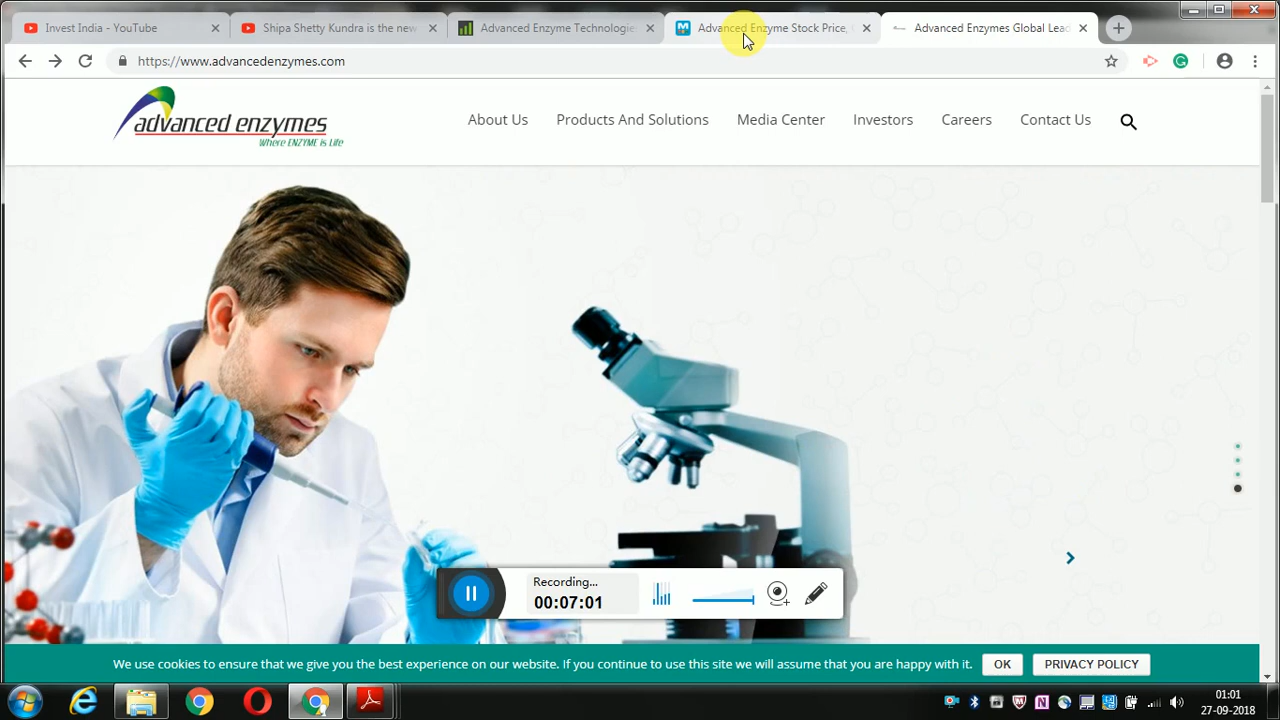 Invest India - YouTube
Shipa Shetty Kundra is the new
Advanced Enzyme Technologies
Advanced Enzyme Stock Price,
Advanced Enzymes Global Lead
https://www.advancedenzymes.com
advanced enzymes
Where ENZYME is Life
About Us
Products And Solutions
Media Center
Investors
Careers
Contact Us
Recording...
00:07:01
We use cookies to ensure that we give you the best experience on our website. If you continue to use this site we will assume that you are happy with it.
OK
PRIVACY POLICY
01:01
27-09-2018